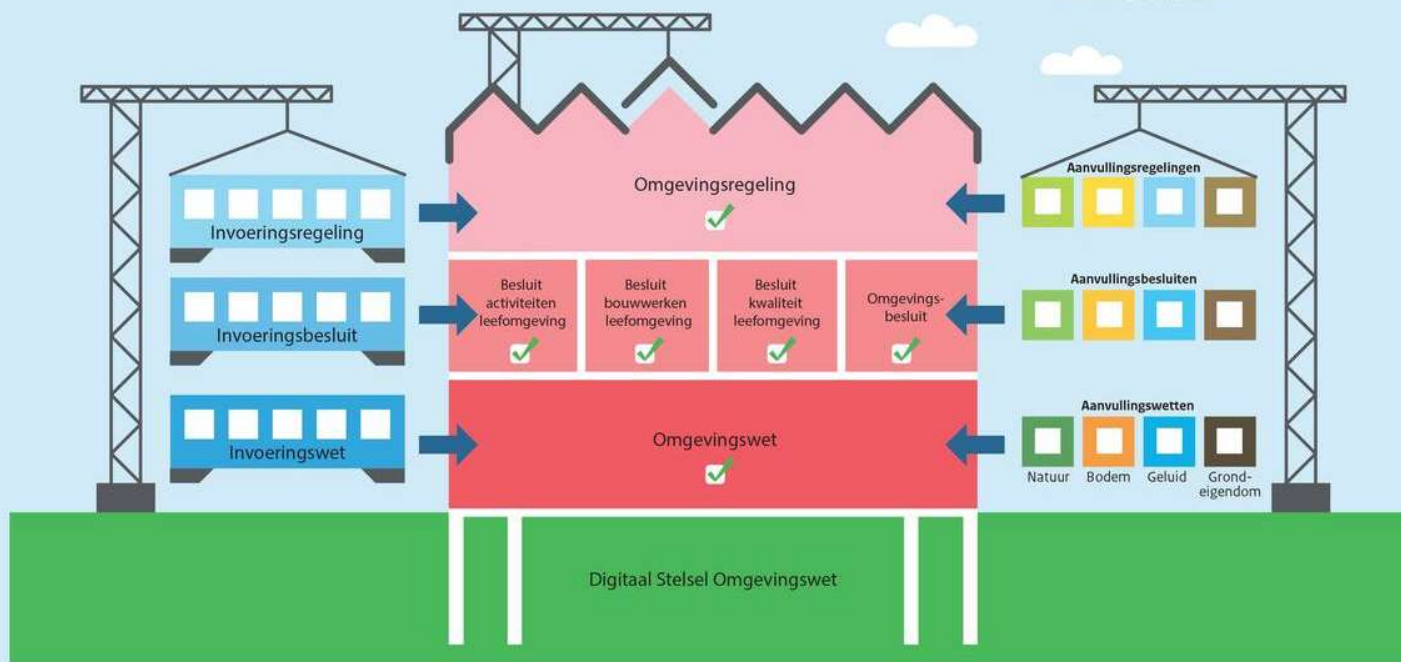 Aanvullingsregelingen
Omgevingsregeling
Invoeringsregeling
Besluit
activiteiten
leefomgeving
Besluit
bouwwerken
leefomgeving
Besluit
kwaliteit
leefomgeving
Omgevings-
besluit
Aanvullingsbesluiten
Invoeringsbesluit
Aanvullingswetten
Omgevingswet
Invoeringswet
Natuur
Bodem
Geluid
Grond-
eigendom
Digitaal Stelsel Omgevingswet